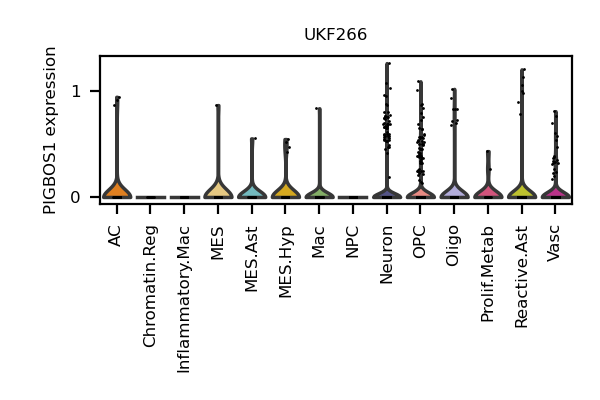 UKF266
PIGBOS1 expression
1
0
AC
Chromatin.Reg
Inflammatory.Mac
MES
MES.Ast
MES.Hyp
Mac
NPC
Neuron
OPC
Oligo
Prolif.Metab
Reactive.Ast
Vasc